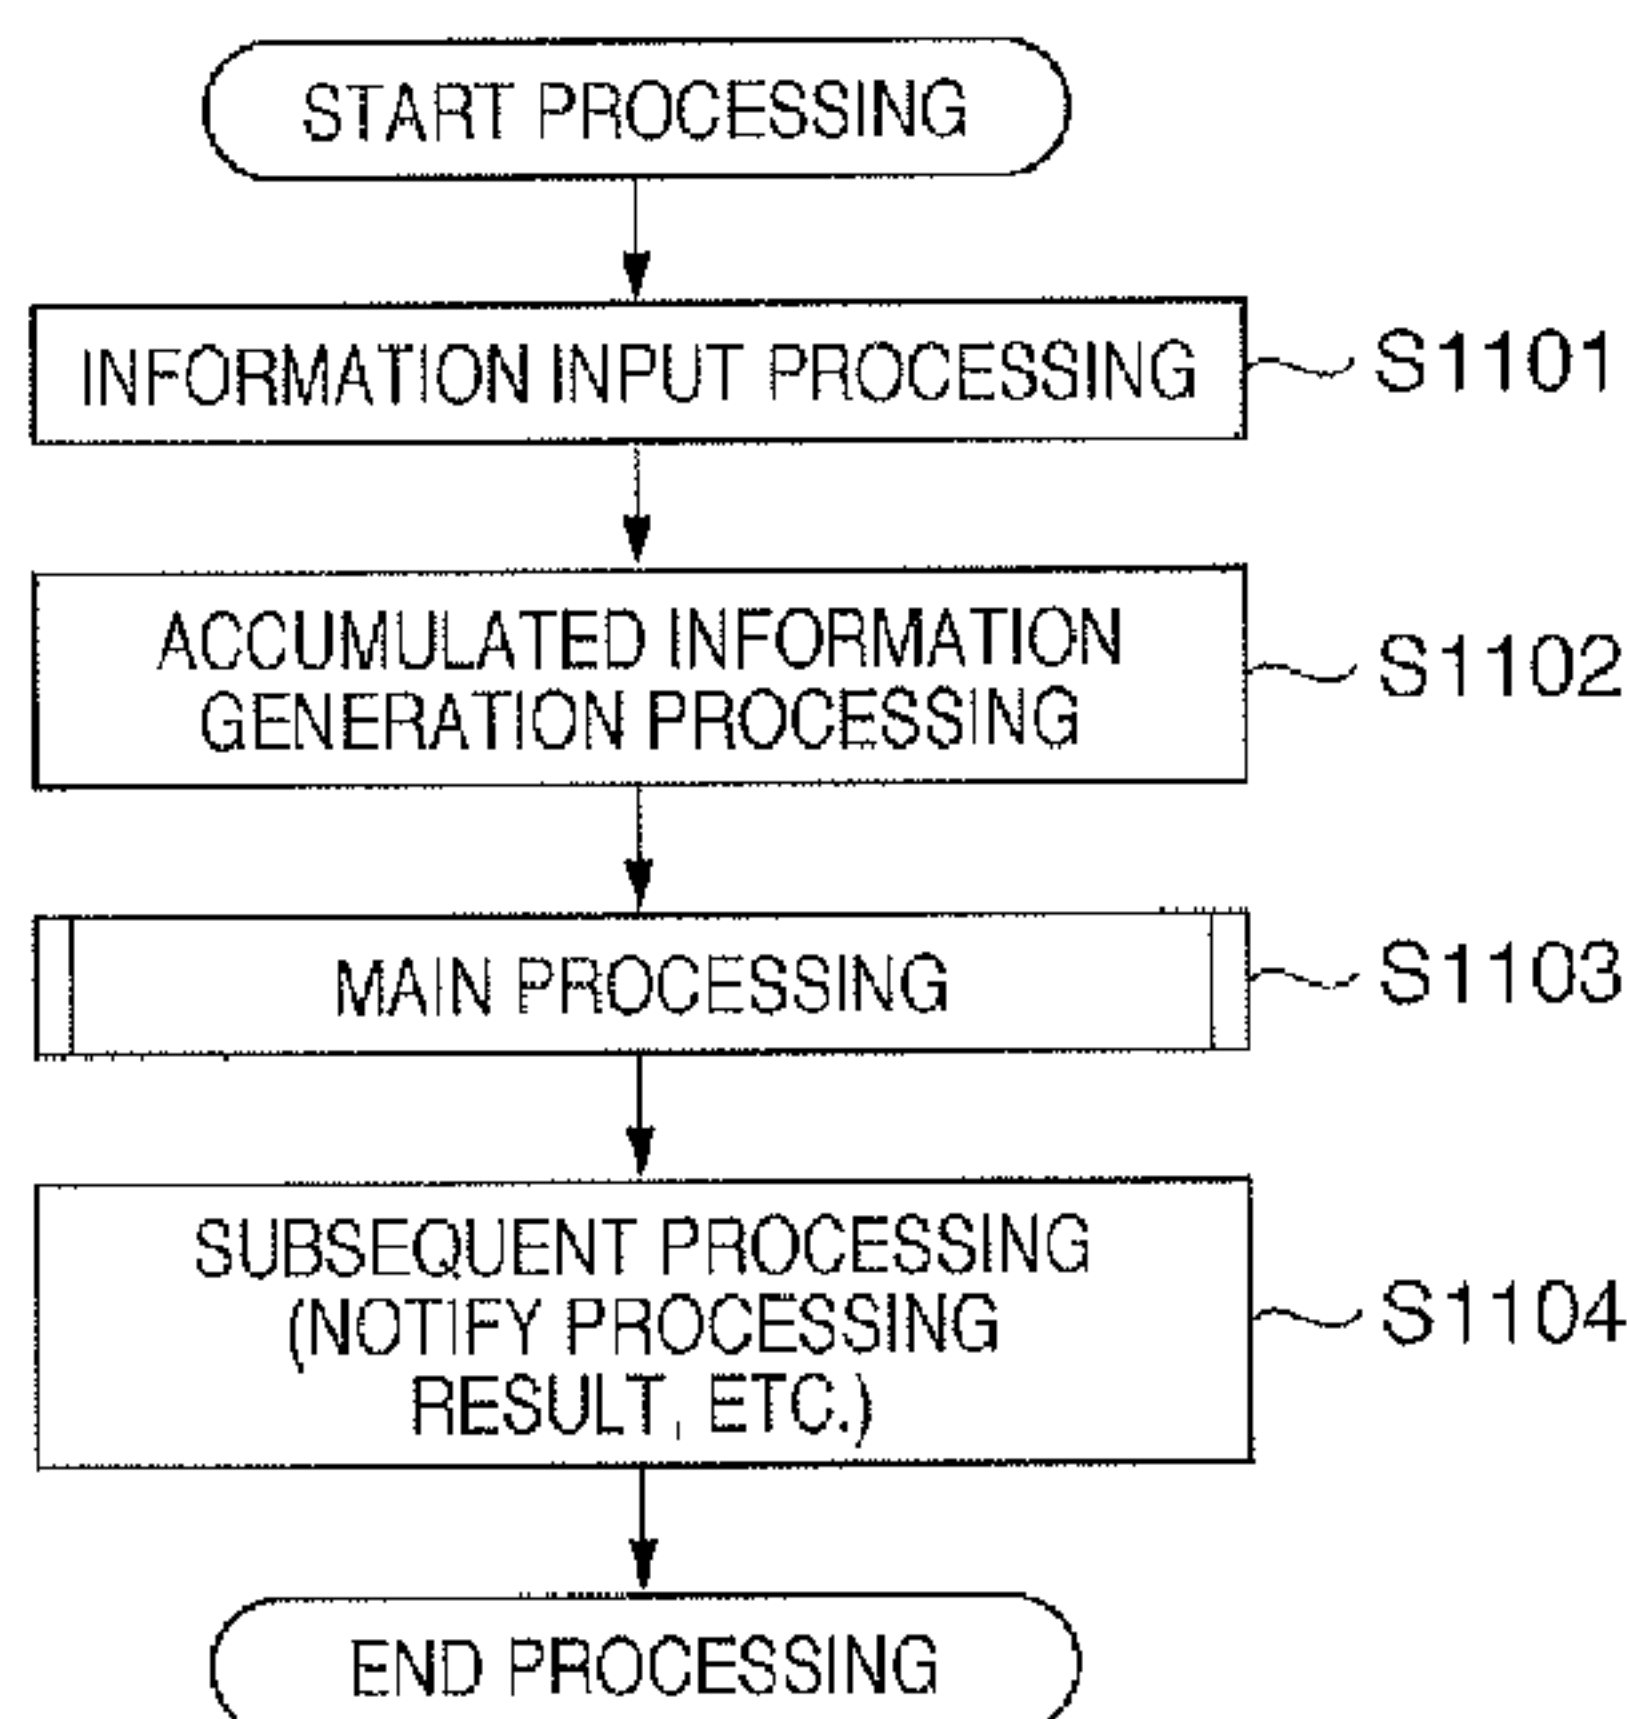 START PROCESSING
INFORMATION INPUT PROCESSING
S1101
ACCUMULATED INFORMATION
GENERATION PROCESSING
S1102
MAIN PROCESSING
S1103
SUBSEQUENT PROCESSING
(NOTIFY PROCESSING
RESULT, ETC.)
S1104
END PROCESSING